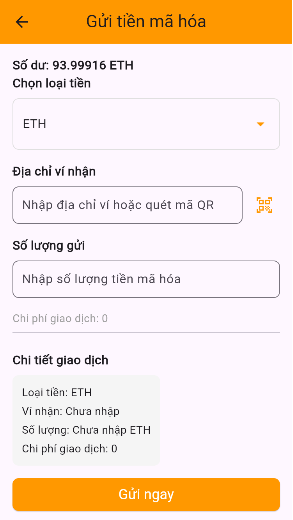 Gửi tiền mã hóa
Số dư: 93.99916 ETH
Chọn loại tiền
ETH
Địa chỉ ví nhận
Nhập địa chỉ ví hoặc quét mã QR
Số lượng gửi
Nhập số lượng tiền mã hóa
Chi phí giao dịch: 0
Chi tiết giao dịch
Loại tiền: ETH
Ví nhận: Chưa nhập
Số lượng: Chưa nhập ETH
Chi phí giao dịch: 0
Gửi ngay